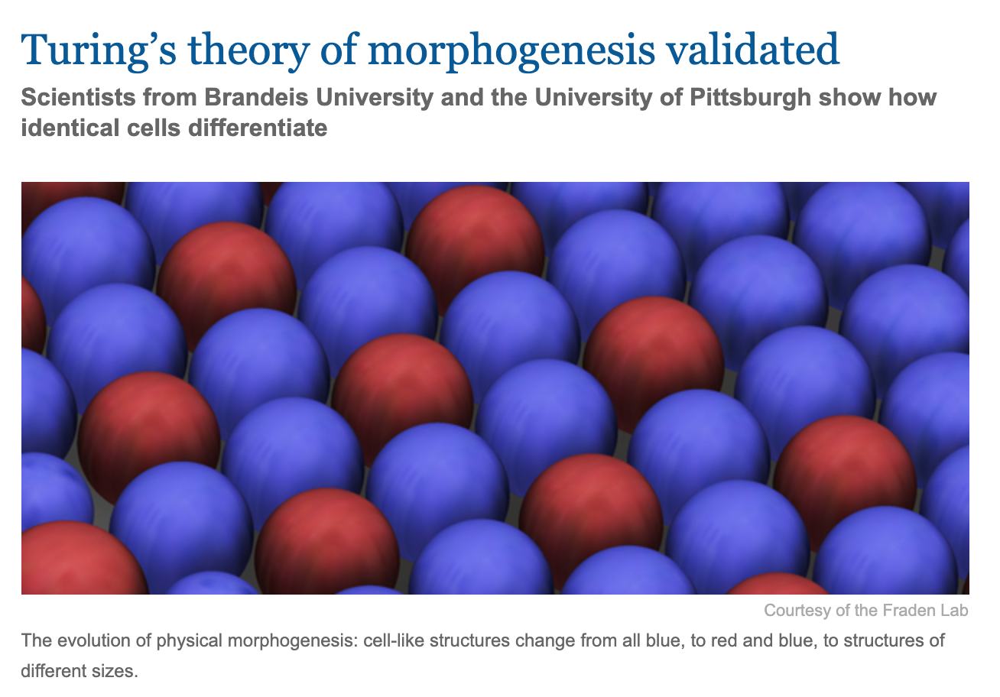 Turing’s theory of morphogenesis validated
Scientists from Brandeis University and the University of Pittsburgh show how
identical cells differentiate
Courtesy of the Fraden Lab
The evolution of physical morphogenesis: cell-like structures change from all blue, to red and blue, to structures of
different sizes.